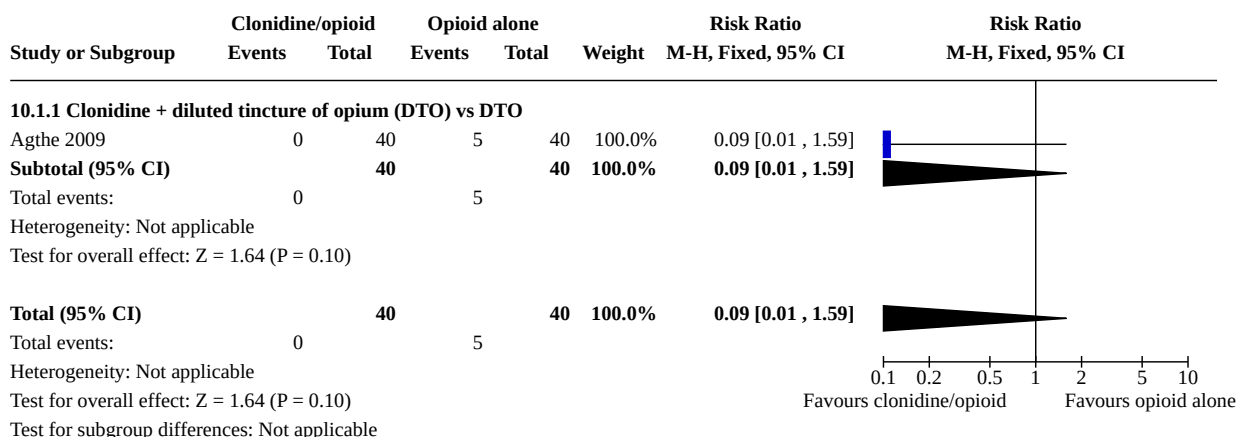 Clonidine/opioid Opioid alone Risk Ratio Risk Ratio
Study or Subgroup Events Total Events Total Weight M-H, Fixed, 95% CI M-H, Fixed, 95% CI
10.1.1 Clonidine + diluted tincture of opium (DTO) vs DTO
Agthe 2009 0 40 5 40 100.0% 0.09 [0.01 , 1.59]
Subtotal (95% CI) 40 40 100.0% 0.09 [0.01 , 1.59]
Total events: 0 5
Heterogeneity: Not applicable
Test for overall effect: Z = 1.64 (P = 0.10)
Total (95% CI) 40 40 100.0% 0.09 [0.01 , 1.59]
Total events: 0 5
Heterogeneity: Not applicable 0.1 0.2 0.5 1 2 5 10
Test for overall effect: Z = 1.64 (P = 0.10) Favours clonidine/opioid Favours opioid alone
Test for subgroup differences: Not applicable